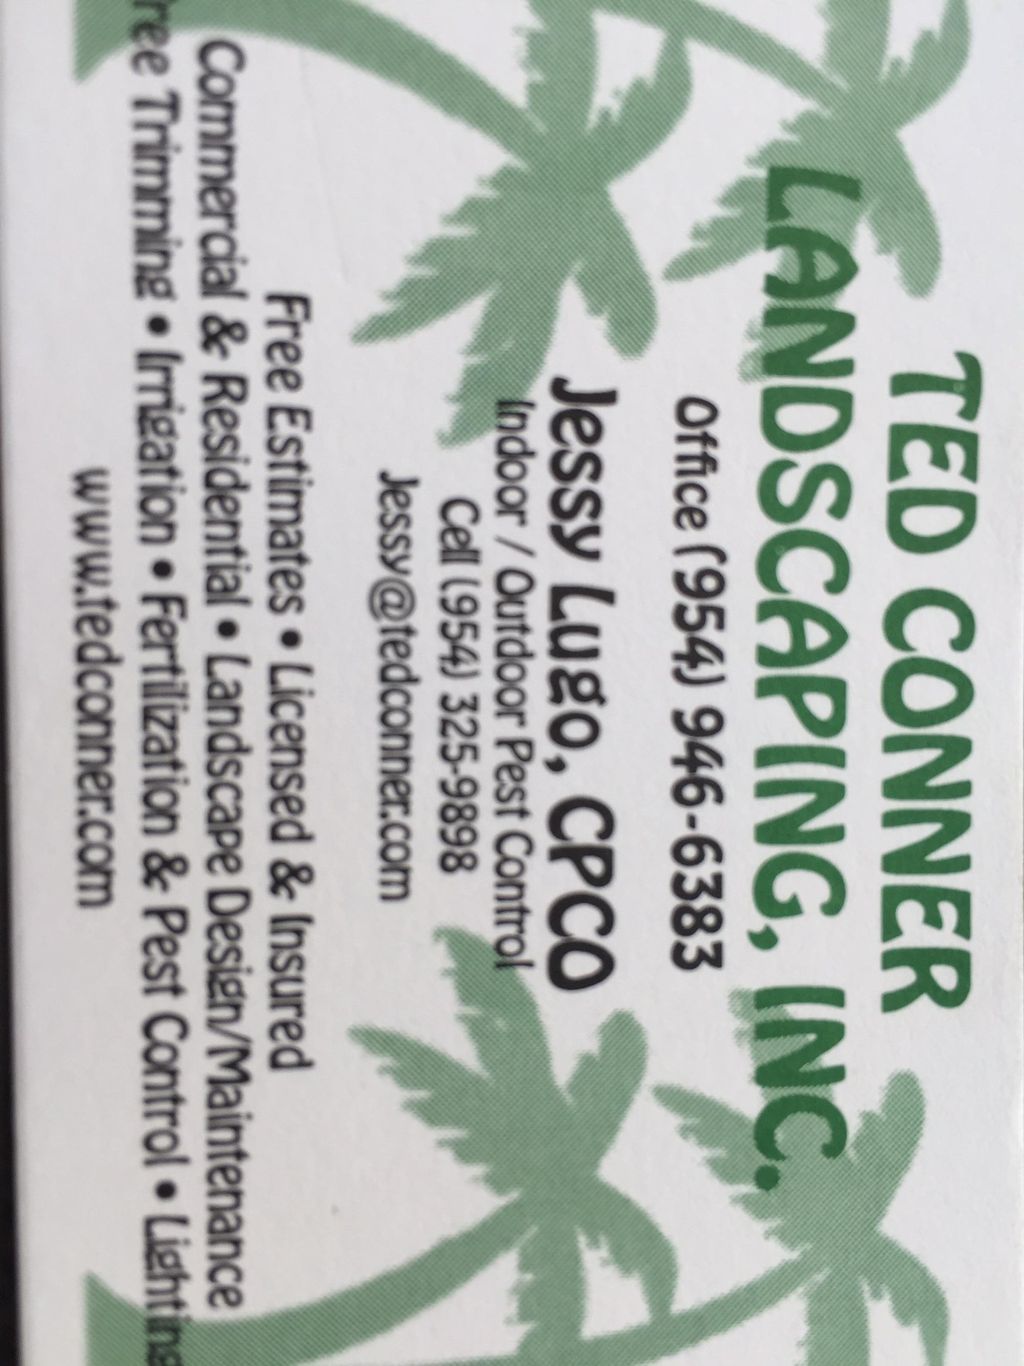 TED CONNER
LANDSCAPING, INC.
Office (954) 946-6383
Jessy Lugo, CPCO
Indoor / Outdoor Pest Control
Cell (954) 325-9898
Jessy@tedconner.com
Free Estimates • Licensed & Insured
Commercial & Residential • Landscape Design/Maintenance
ree Trimming • Irrigation • Fertilization & Pest Control • Lighting
www.tedconner.com